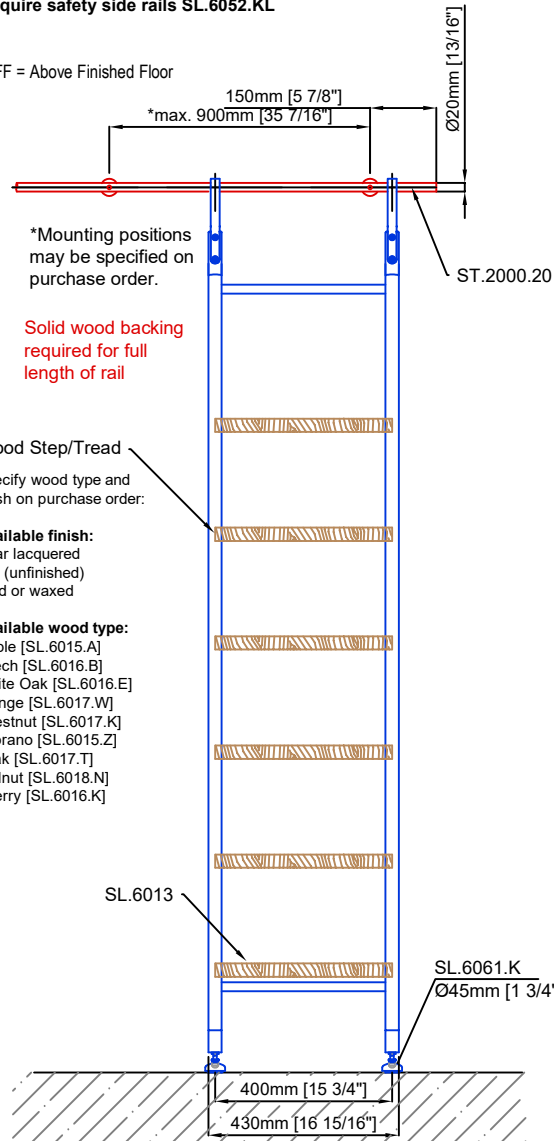 quire safety side rails SL.6052.KL
FF = Above Finished Floor
150mm [5 7/8"]
*max. 900mm [35 7/16"]
Ø20mm [13/16"]
*Mounting positions
may be specified on
purchase order.
ST.2000.20
Solid wood backing
required for full
length of rail
ood Step/Tread
ecify wood type and
sh on purchase order:
ailable finish:
ar lacquered
(unfinished)
d or waxed
ailable wood type:
ple [SL.6015.A]
ech [SL.6016.B]
ite Oak [SL.6016.E]
nge [SL.6017.W]
estnut [SL.6017.K]
brano [SL.6015.Z]
ak [SL.6017.T]
lnut [SL.6018.N]
erry [SL.6016.K]
SL.6013
SL.6061.K
Ø45mm [1 3/4"
400mm [15 3/4"]
430mm [16 15/16"]